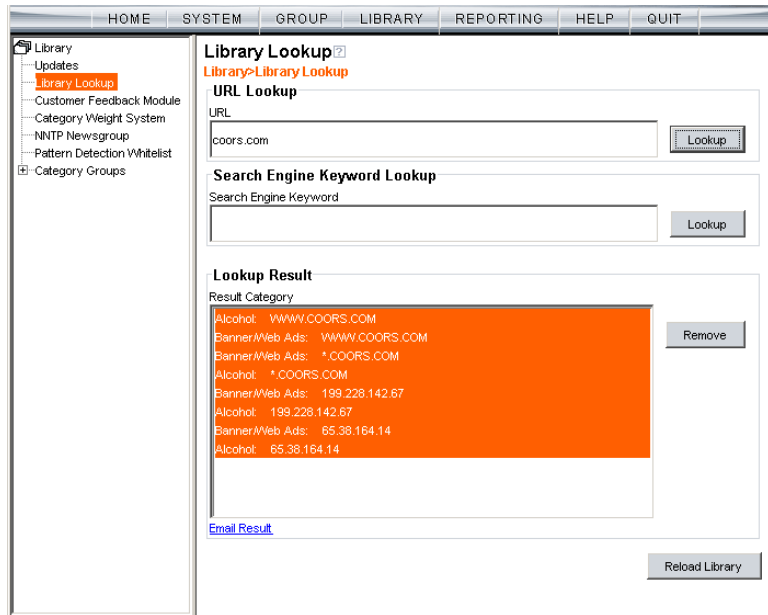 HOME SYSTEM GROUP LIBRARY REPORTING HELP QUIT
Library
Updates
Library Lookup
Customer Feedback Module
Category Weight System
NNTP Newsgroup
Pattern Detection Whitelist
Category Groups
Library Lookup?
Library>Library Lookup
URL Lookup
URL
coors.com
Lookup
Search Engine Keyword Lookup
Search Engine Keyword
Lookup
Lookup Result
Result Category
Alcohol: WWW.COORS.COM
Banner/Web Ads: WWW.COORS.COM
Banner/Web Ads: *.COORS.COM
Alcohol: *.COORS.COM
Banner/Web Ads: 199.228.142.67
Alcohol: 199.228.142.67
Banner/Web Ads: 65.38.164.14
Alcohol: 65.38.164.14
Remove
Email Result
Reload Library